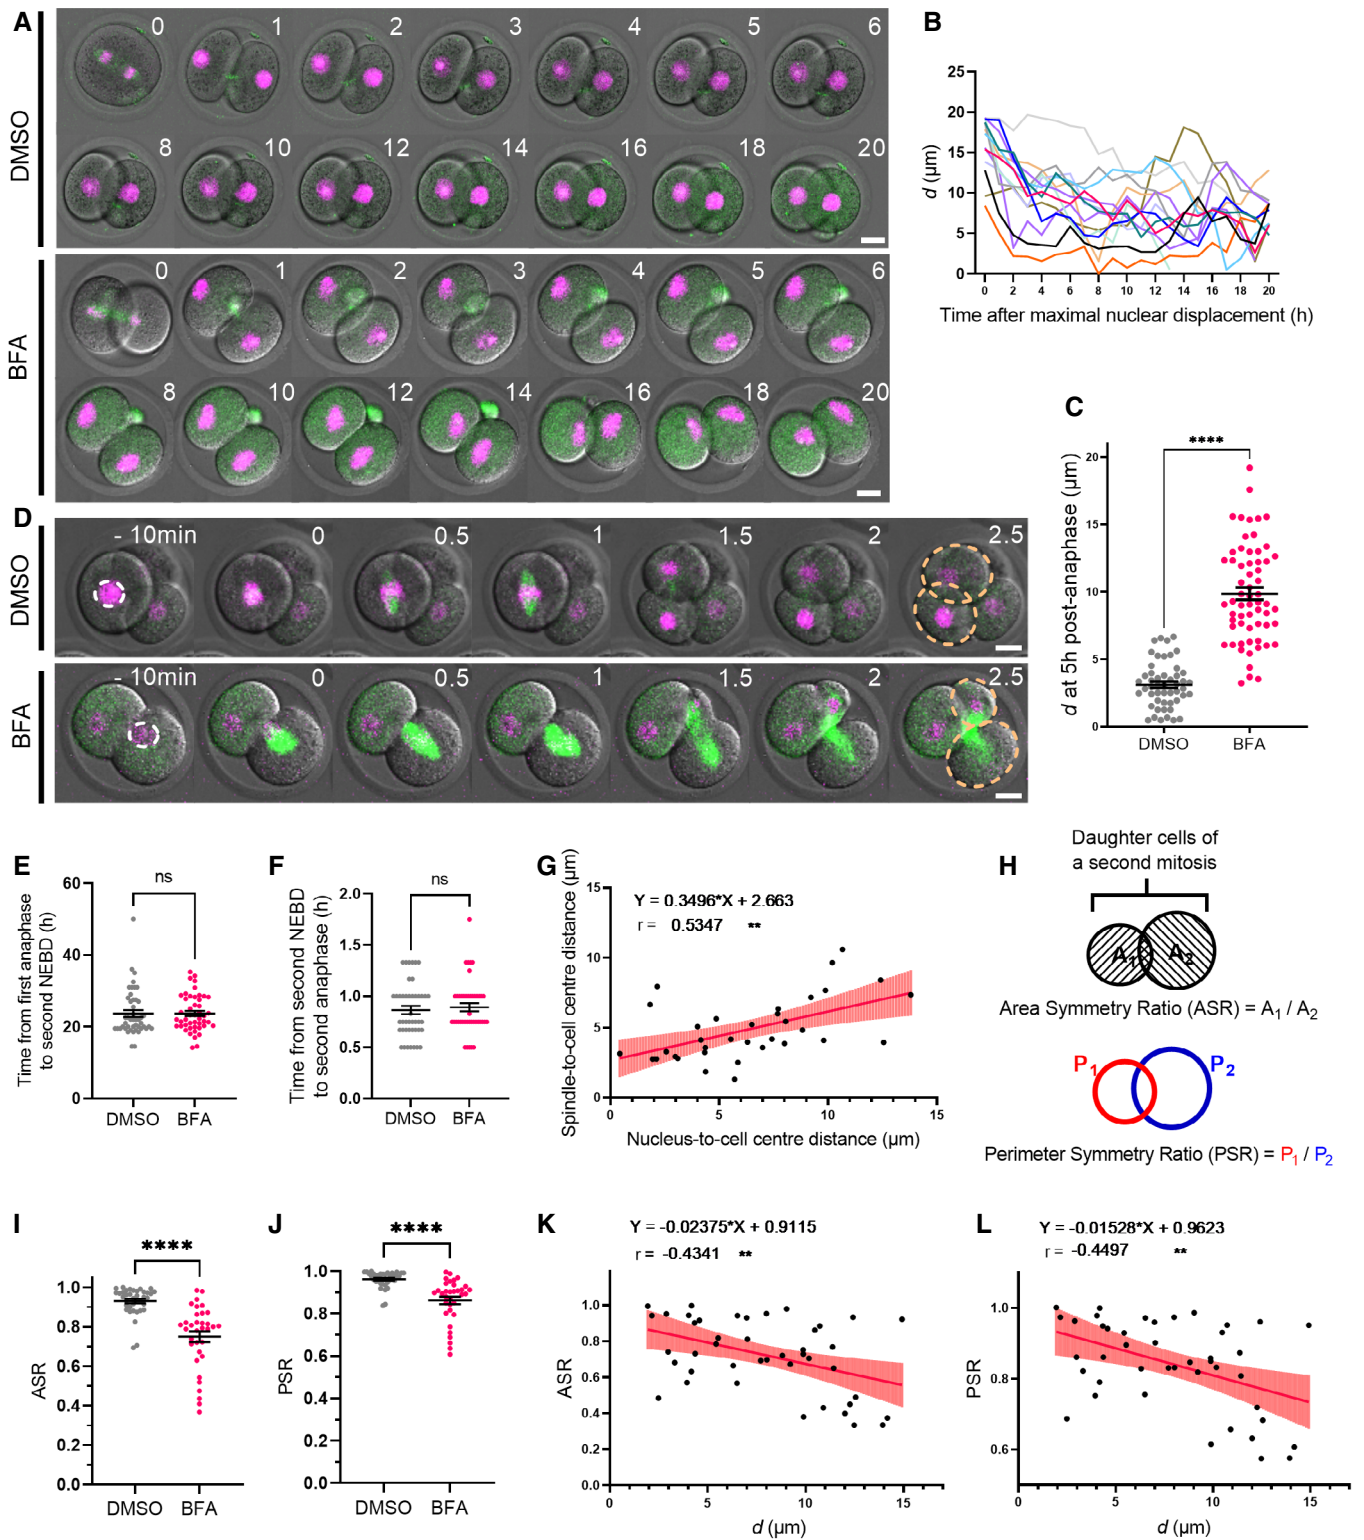 A
DMSO
0 1 2 3 4 5 6
8 10 12 14 16 18 20
BFA
0 1 2 3 4 5 6
8 10 12 14 16 18 20
B
d (μm)
25
20
15
10
5
0
0 2 4 6 8 10 12 14 16 18 20
Time after maximal nuclear displacement (h)
C
d at 5h post-anaphase (μm)
****
20
15
10
5
0
DMSO BFA
D
DMSO
- 10min 0 0.5 1 1.5 2 2.5
BFA
- 10min 0 0.5 1 1.5 2 2.5
E
Time from first anaphase
to second NEBD (h)
ns
60
40
20
0
DMSO BFA
F
Time from second NEBD
to second anaphase (h)
ns
2.0
1.5
1.0
0.5
0.0
DMSO BFA
G
Spindle-to-cell centre distance (μm)
Y = 0.3496*X + 2.663
r = 0.5347 **
15
10
5
0
0 5 10 15
Nucleus-to-cell centre distance (μm)
H
Daughter cells of
a second mitosis
A1 A2
Area Symmetry Ratio (ASR) = A1 / A2
P1 P2
Perimeter Symmetry Ratio (PSR) = P1 / P2
I
ASR
****
1.0
0.8
0.6
0.4
0.2
0.0
DMSO BFA
J
PSR
****
1.0
0.8
0.6
0.4
0.2
0.0
DMSO BFA
K
Y = -0.02375*X + 0.9115
r = -0.4341 **
ASR
1.0
0.8
0.6
0.4
0.2
0.0
0 5 10 15
d (μm)
L
Y = -0.01528*X + 0.9623
r = -0.4497 **
PSR
1.0
0.8
0.6
0 5 10 15
d (μm)